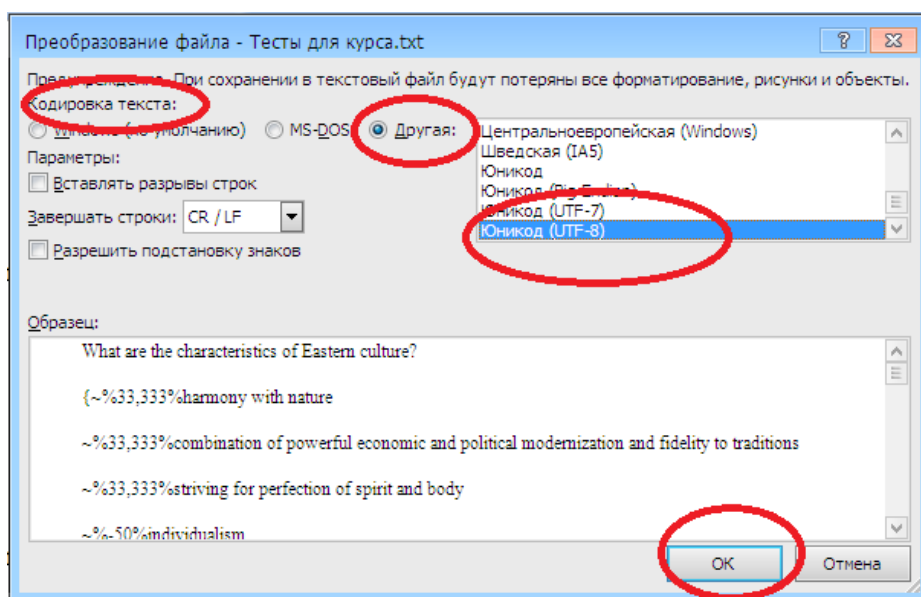 Преобразование файла - Тесты для курса.txt
Предупреждение. При сохранении в текстовый файл будут потеряны все форматирование, рисунки и объекты.
Кодировка текста:
Windows (по умолчанию) MS-DOS Другая:
Центральноевропейская (Windows)
Шведская (IA5)
Юникод
Юникод (Big-Endian)
Юникод (UTF-7)
Юникод (UTF-8)
Параметры:
Вставлять разрывы строк
Завершать строки: CR / LF
Разрешить подстановку знаков
Образец:
What are the characteristics of Eastern culture?
{~%33,333%harmony with nature
~%33,333%combination of powerful economic and political modernization and fidelity to traditions
~%33,333%striving for perfection of spirit and body
~%-50%individualism
OK Отмена